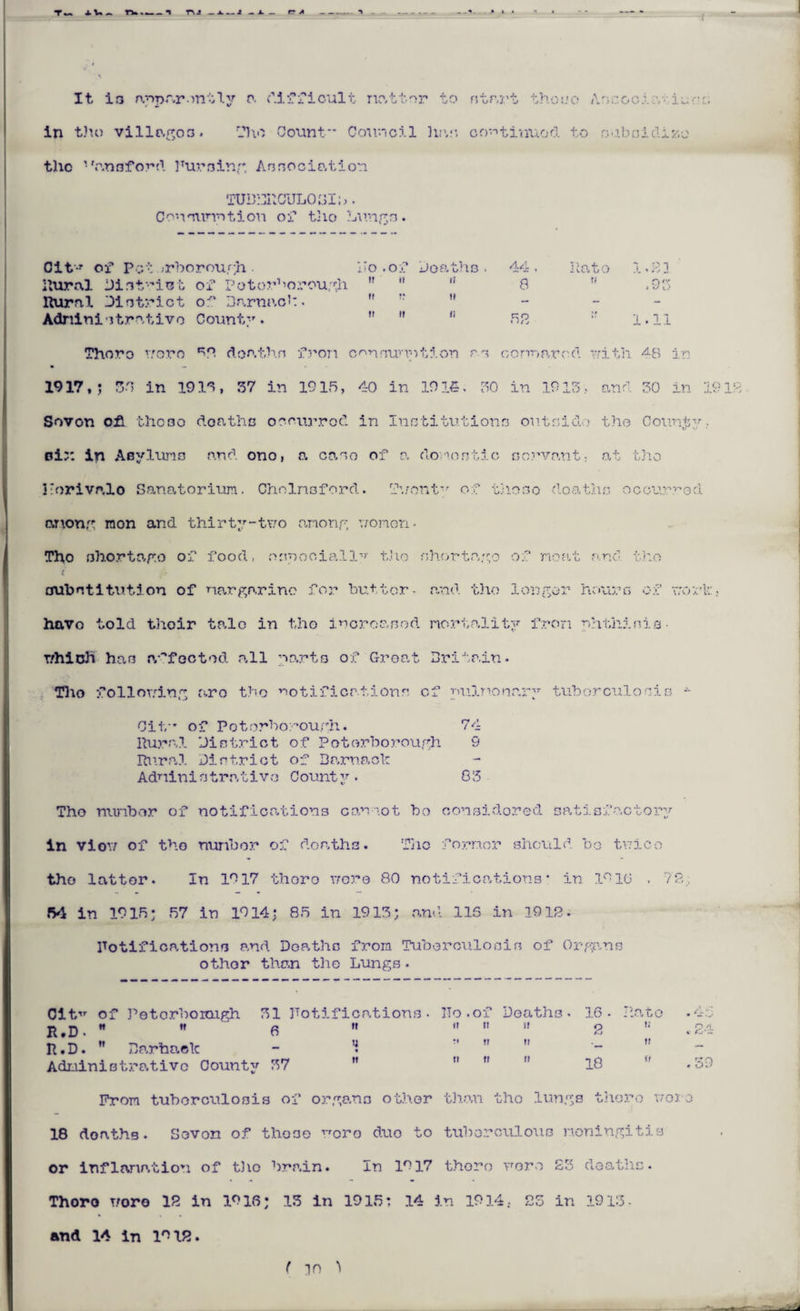 It is apparently a difficult matter to start those Associations
in the villages. The County Council has continued to subsidize
the Wansford Nursing Association
TUBERCULOSIS.
Consumption of the Lungs.
City of Peterborough. No.of Deaths. 44. Rate 1.21
Rural District of Peterborough " " " 8 " .95
Rural District of Barnack. " " " - - -
Administrative County. " " " 52 " 1.11
There were 52 deaths from consumption as compared with 48 in
1917,; in 1916, 37 in 1915, 40 in 1914. 30 in 1913, and 30 in 1912
Seven of those deaths occurred in Institutions outside the County,
six in Asylums and one, a case of a domestic servant, at the
Morivalo Sanatorium. Chelmsford. Twenty of these deaths occurred
among men and thirty-two among women.
The shortage of food, especially the shortage of meat and the
substitution of margarine for butter. and the longer hours of work,
have told their tale in the increased mortality from phthisis.
which has affected all parts of Great Britain.
The following are the notifications of pulmonary tuberculosis -
City of Peterborough. 74
Rural District of Peterborough 9
Rural District of Barnack -
Administrative County. 83
The number of notifications cannot be considered satisfactory
in view of the number of deaths. The former should be twice
the latter. In 1917 there were 80 notifications; in 1916 . 72;
54 in 1915; 57 in 1914; 85 in 1913; and 116 in 1912.
Notifications and Deaths from Tuberculosis of Organs
other than the Lungs.
City of Peterborough 31 Notifications. No.of Deaths. 16. Rate .45
R.D. " " 6 " " " " 2 " .24
R.D. " Barnack - " " " " - " -
Administrative County 37 " " " " 18 " .39
From tuberculosis of organs other than the lungs there were
18 deaths. Seven of those were due to tuberculous meningitis
or inflamation of the brain. In 1917 there were 23 deaths.
There were 12 in 1916; 13 in 1915; 14 in 1914, 23 in 1913.
and 14 in 1912.
( 10 )